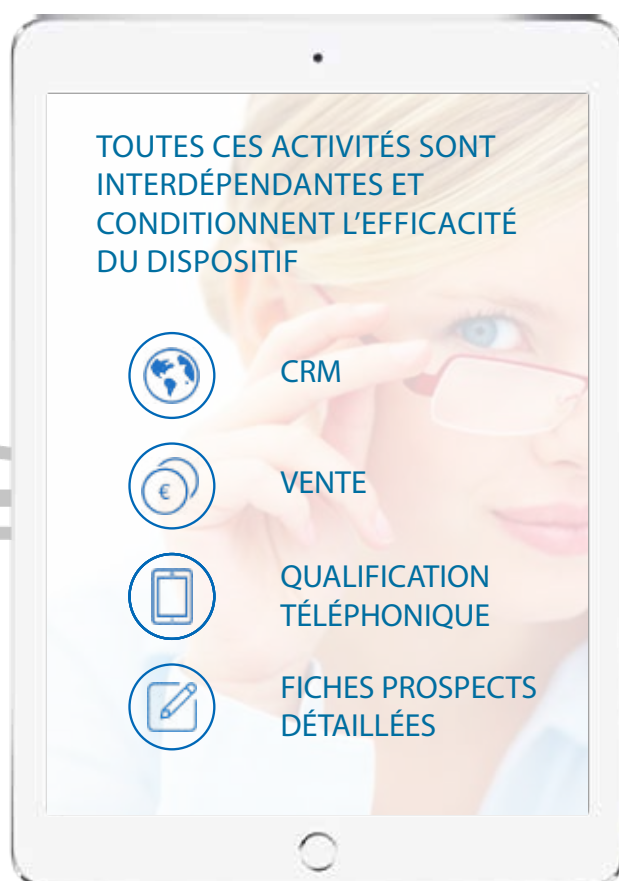 TOUTES CES ACTIVITÉS SONT
INTERDÉPENDANTES ET
CONDITIONNENT L’EFFICACITÉ
DU DISPOSITIF
CRM
€
VENTE
QUALIFICATION
TÉLÉPHONIQUE
FICHES PROSPECTS
DÉTAILLÉES